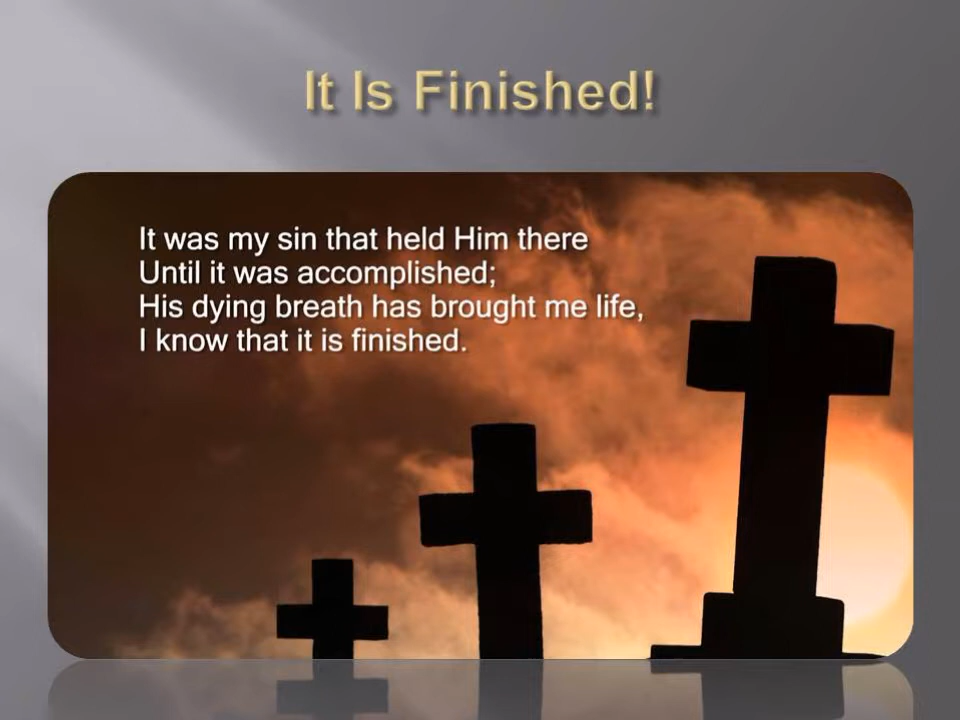 It Is Finished!
It was my sin that held Him there
Until it was accomplished;
His dying breath has brought me life,
I know that it is finished.